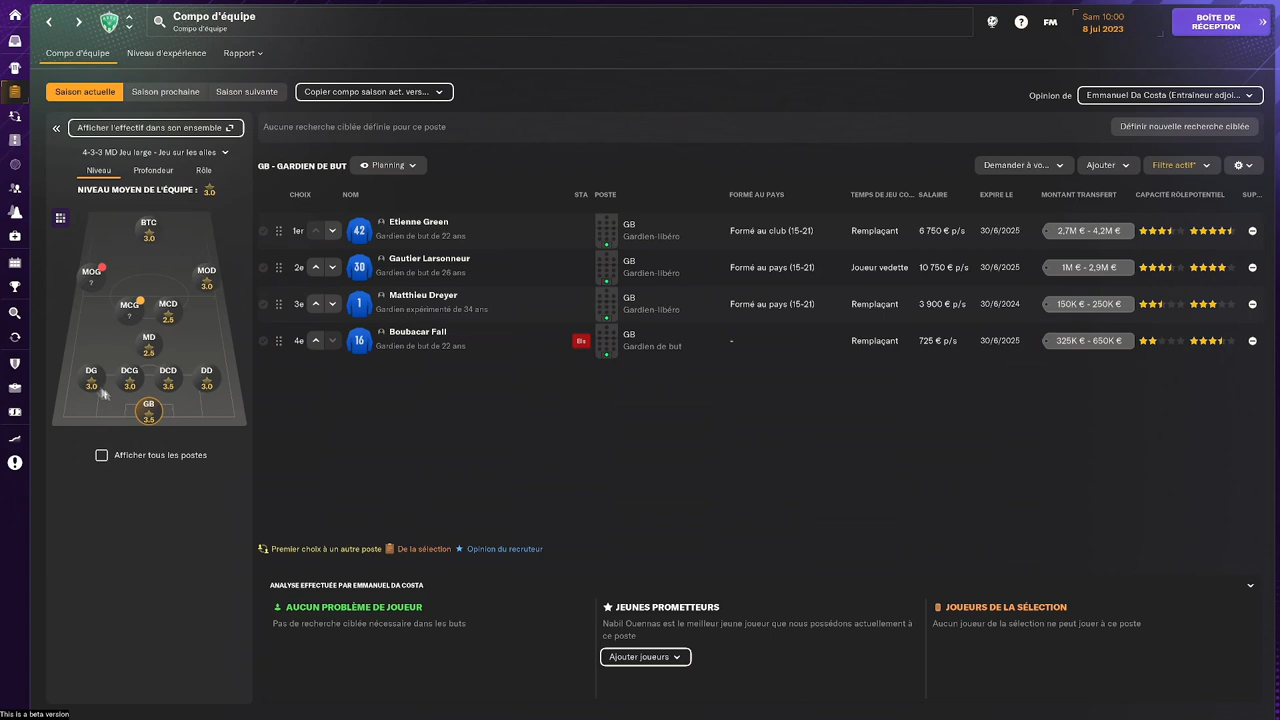 Compo d'équipe
Compo d'équipe
Sam 10:00
8 jul 2023
FM
BOÎTE DE
RÉCEPTION
Compo d'équipe
Niveau d'expérience
Rapport
Saison actuelle
Saison prochaine
Saison suivante
Copier compo saison act. vers...
Opinion de
Emmanuel Da Costa (Entraîneur adjoi...
Afficher l'effectif dans son ensemble
Aucune recherche ciblée définie pour ce poste
Définir nouvelle recherche ciblée
4-3-3 MD Jeu large - Jeu sur les ailes
Niveau
Profondeur
Rôle
NIVEAU MOYEN DE L'ÉQUIPE :
3.0
BTC
3.0
MOG
?
MOD
3.0
MCG
?
MCD
2.5
MD
2.5
DG
3.0
DCG
3.0
DCD
3.5
DD
3.0
GB
3.5
Afficher tous les postes
GB - GARDIEN DE BUT
Planning
Demander à vo...
Ajouter
Filtre actif*
CHOIX NOM STA POSTE FORMÉ AU PAYS TEMPS DE JEU CO... SALAIRE EXPIRE LE MONTANT TRANSFERT CAPACITÉ RÔLE POTENTIEL SUP...
1er 42 Etienne Green GB Formé au club (15-21) Remplaçant 6 750 € p/s 30/6/2025 2,7M € - 4,2M €
Gardien de but de 22 ans Gardien-libéro
2e 30 Gautier Larsonneur GB Formé au pays (15-21) Joueur vedette 10 750 € p/s 30/6/2025 1M € - 2,9M €
Gardien de but de 26 ans Gardien-libéro
3e 1 Matthieu Dreyer GB Formé au pays (15-21) Remplaçant 3 900 € p/s 30/6/2024 150K € - 250K €
Gardien expérimenté de 34 ans Gardien-libéro
4e 16 Boubacar Fall Bls GB - Remplaçant 725 € p/s 30/6/2025 325K € - 650K €
Gardien de but de 22 ans Gardien de but
Premier choix à un autre poste
De la sélection
Opinion du recruteur
ANALYSE EFFECTUÉE PAR EMMANUEL DA COSTA
AUCUN PROBLÈME DE JOUEUR
Pas de recherche ciblée nécessaire dans les buts
JEUNES PROMETTEURS
Nabil Ouennas est le meilleur jeune joueur que nous possédons actuellement à
ce poste
Ajouter joueurs
JOUEURS DE LA SÉLECTION
Aucun joueur de la sélection ne peut jouer à ce poste
This is a beta version